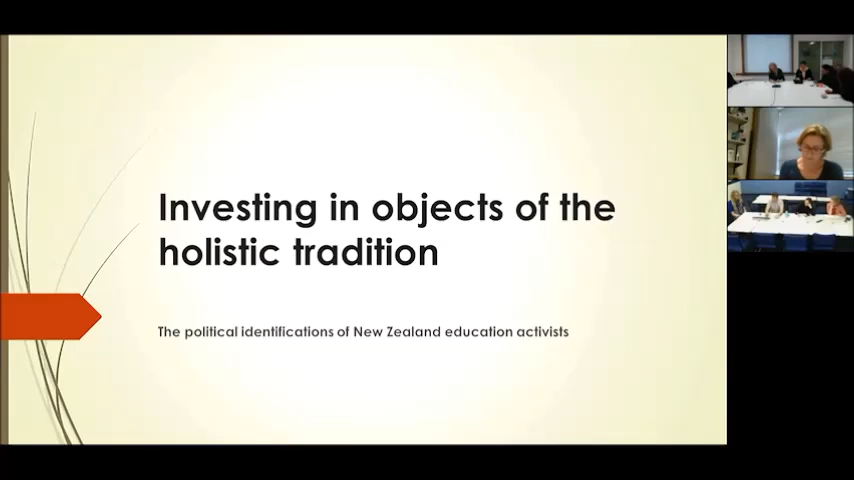 Investing in objects of the
holistic tradition
The political identifications of New Zealand education activists